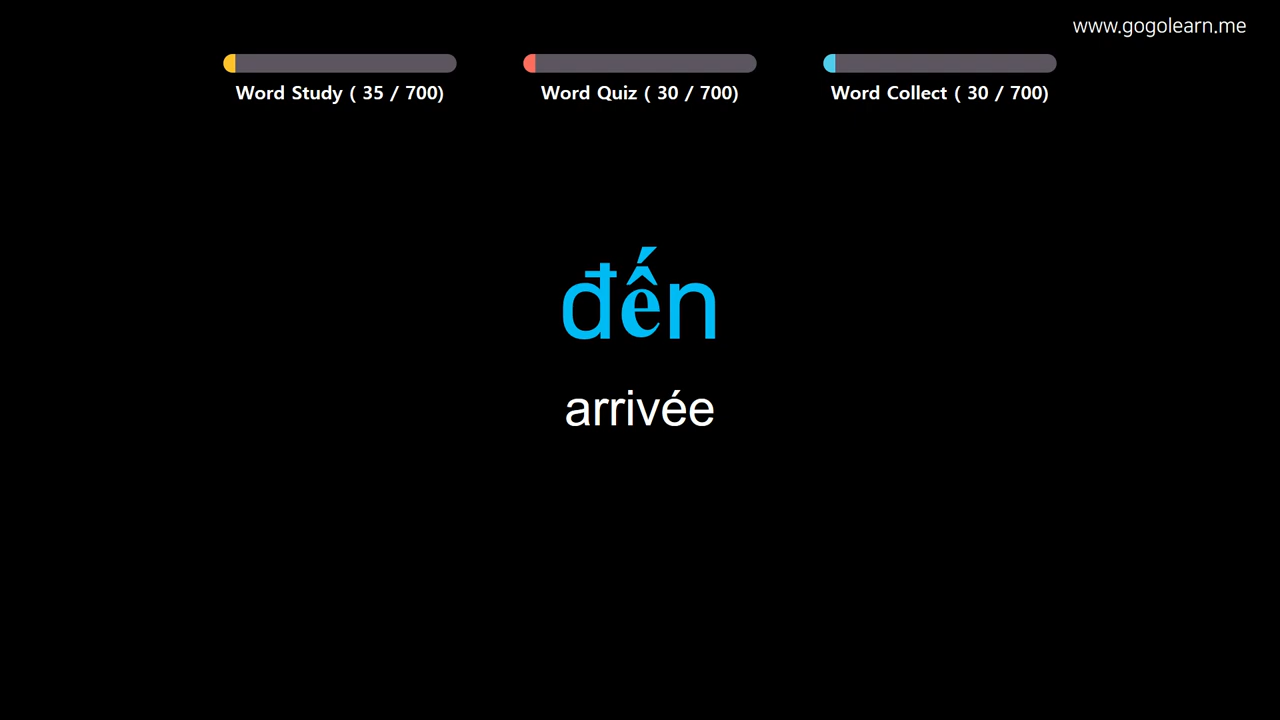 www.gogolearn.me
Word Study ( 35 / 700)
Word Quiz ( 30 / 700)
Word Collect ( 30 / 700)
đến
arrivée